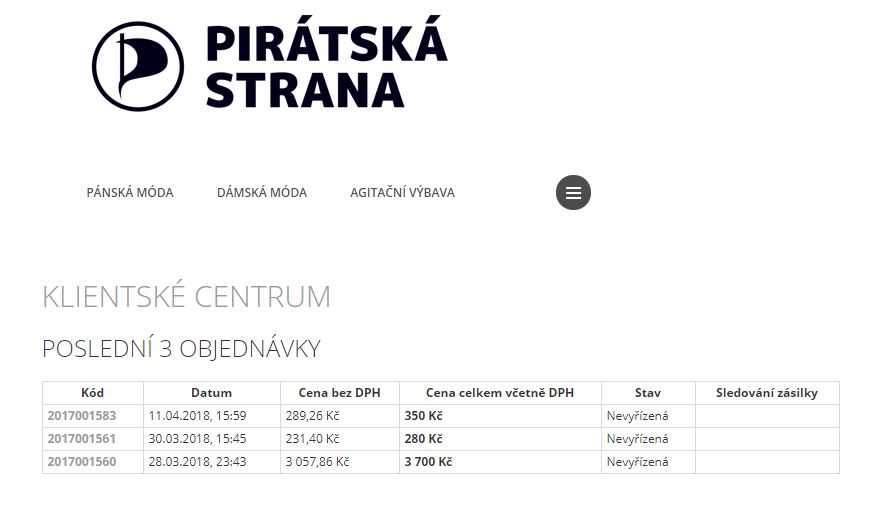 PIRÁTSKÁ
STRANA
PÁNSKÁ MÓDA DÁMSKÁ MÓDA AGITAČNÍ VÝBAVA
KLIENTSKÉ CENTRUM
POSLEDNÍ 3 OBJEDNÁVKY
Kód Datum Cena bez DPH Cena celkem včetně DPH Stav Sledování zásilky
2017001583 11.04.2018, 15:59 289,26 Kč 350 Kč Nevyřízená
2017001561 30.03.2018, 15:45 231,40 Kč 280 Kč Nevyřízená
2017001560 28.03.2018, 23:43 3 057,86 Kč 3 700 Kč Nevyřízená